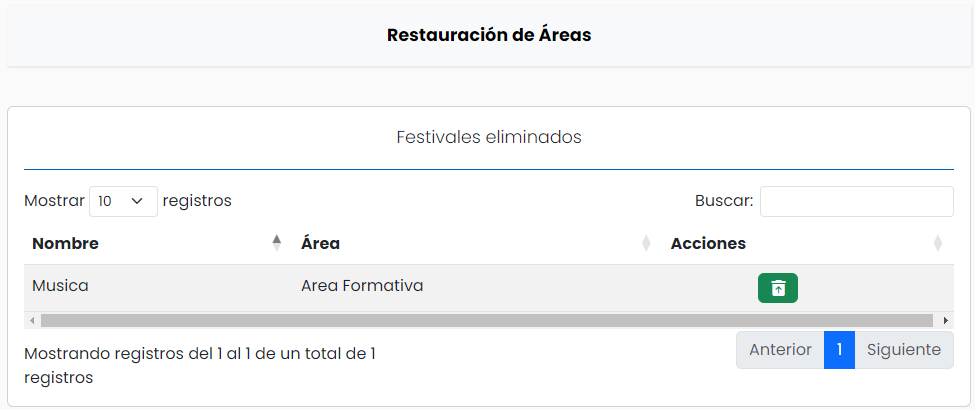 Restauración de Áreas
Festivales eliminados
Mostrar 10 registros
Buscar:
Nombre Área Acciones
Musica Area Formativa
Mostrando registros del 1 al 1 de un total de 1
registros
Anterior 1 Siguiente